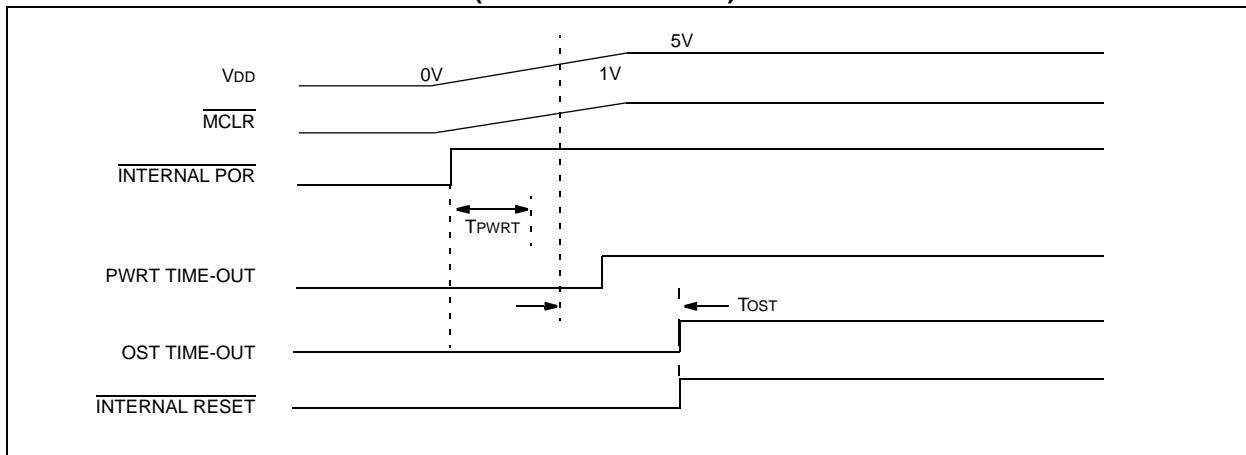 5V
VDD 0V 1V
MCLR
INTERNAL POR
TPWRT
PWRT TIME-OUT
TOST
OST TIME-OUT
INTERNAL RESET